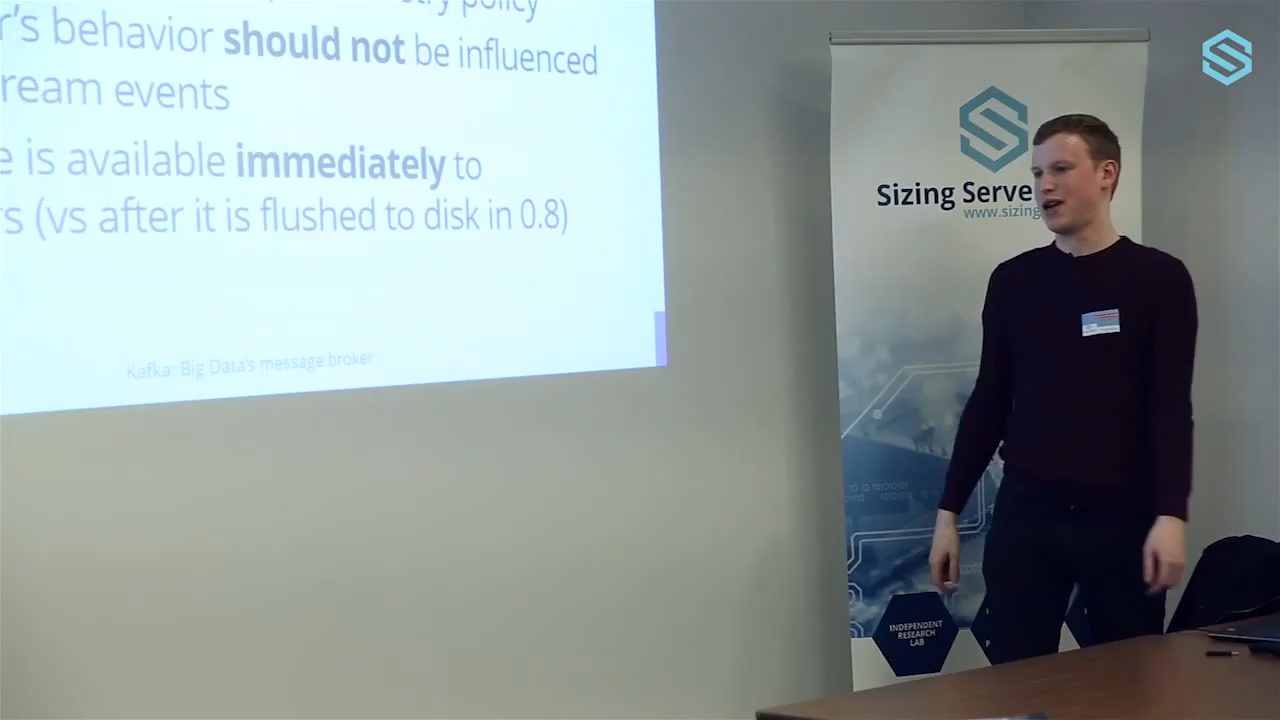 policy
r's behavior should not be influenced
ream events
e is available immediately to
rs (vs after it is flushed to disk in 0.8)
Kafka: Big Data's message broker
Sizing Serve
www.sizing
INDEPENDENT
RESEARCH
LAB